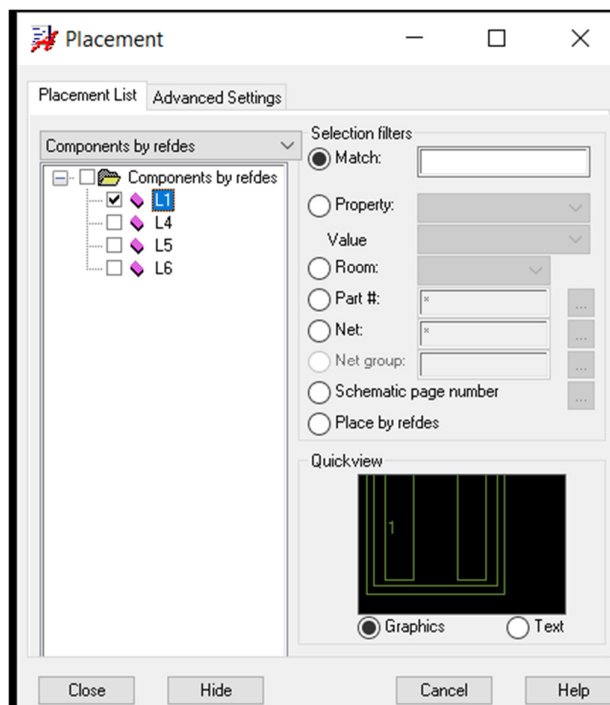 Placement
Placement List Advanced Settings
Components by refdes
Components by refdes
L1
L4
L5
L6
Selection filters
Match:
Property:
Value
Room:
Part #: *
...
Net: *
...
Net group:
...
Schematic page number
...
Place by refdes
Quickview
1
Graphics Text
Close Hide Cancel Help